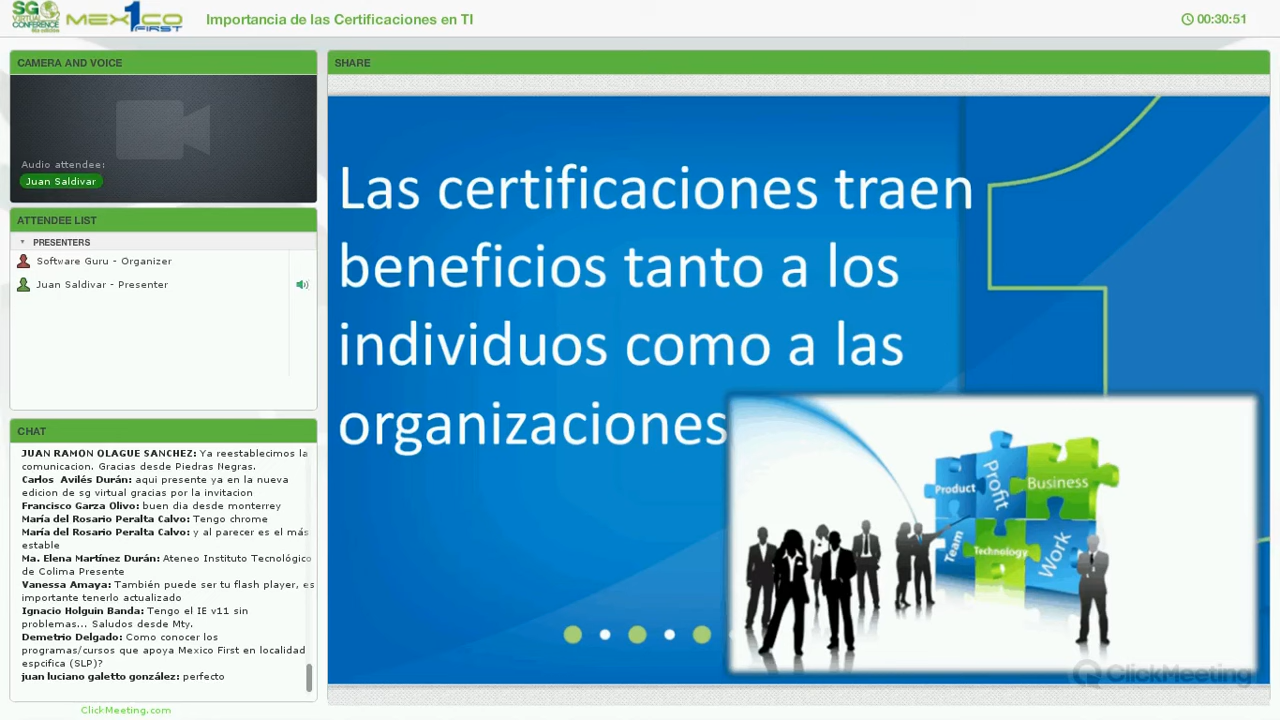 SG
VIRTUAL
CONFERENCE
MEX1CO
FIRST
Importancia de las Certificaciones en TI
00:30:51
CAMERA AND VOICE
Audio attendee:
Juan Saldivar
ATTENDEE LIST
PRESENTERS
Software Guru - Organizer
Juan Saldivar - Presenter
CHAT
JUAN RAMON OLAGUE SANCHEZ: Ya reestablecimos la
comunicacion. Gracias desde Piedras Negras.
Carlos Avilés Durán: aqui presente ya en la nueva
edicion de sg virtual gracias por la invitacion
Francisco Garza Olivo: buen dia desde monterrey
María del Rosario Peralta Calvo: Tengo chrome
María del Rosario Peralta Calvo: y al parecer es el más
estable
Ma. Elena Martínez Durán: Ateneo Instituto Tecnológico
de Colima Presente
Vanessa Amaya: También puede ser tu flash player, es
importante tenerlo actualizado
Ignacio Holguin Banda: Tengo el IE v11 sin
problemas... Saludos desde Mty.
Demetrio Delgado: Como conocer los
programas/cursos que apoya Mexico First en localidad
espcifica (SLP)?
juan luciano galetto gonzález: perfecto
ClickMeeting.com
SHARE
Las certificaciones traen
beneficios tanto a los
individuos como a las
organizaciones
Product
Profit
Business
Team
Technology
Work
ClickMeeting